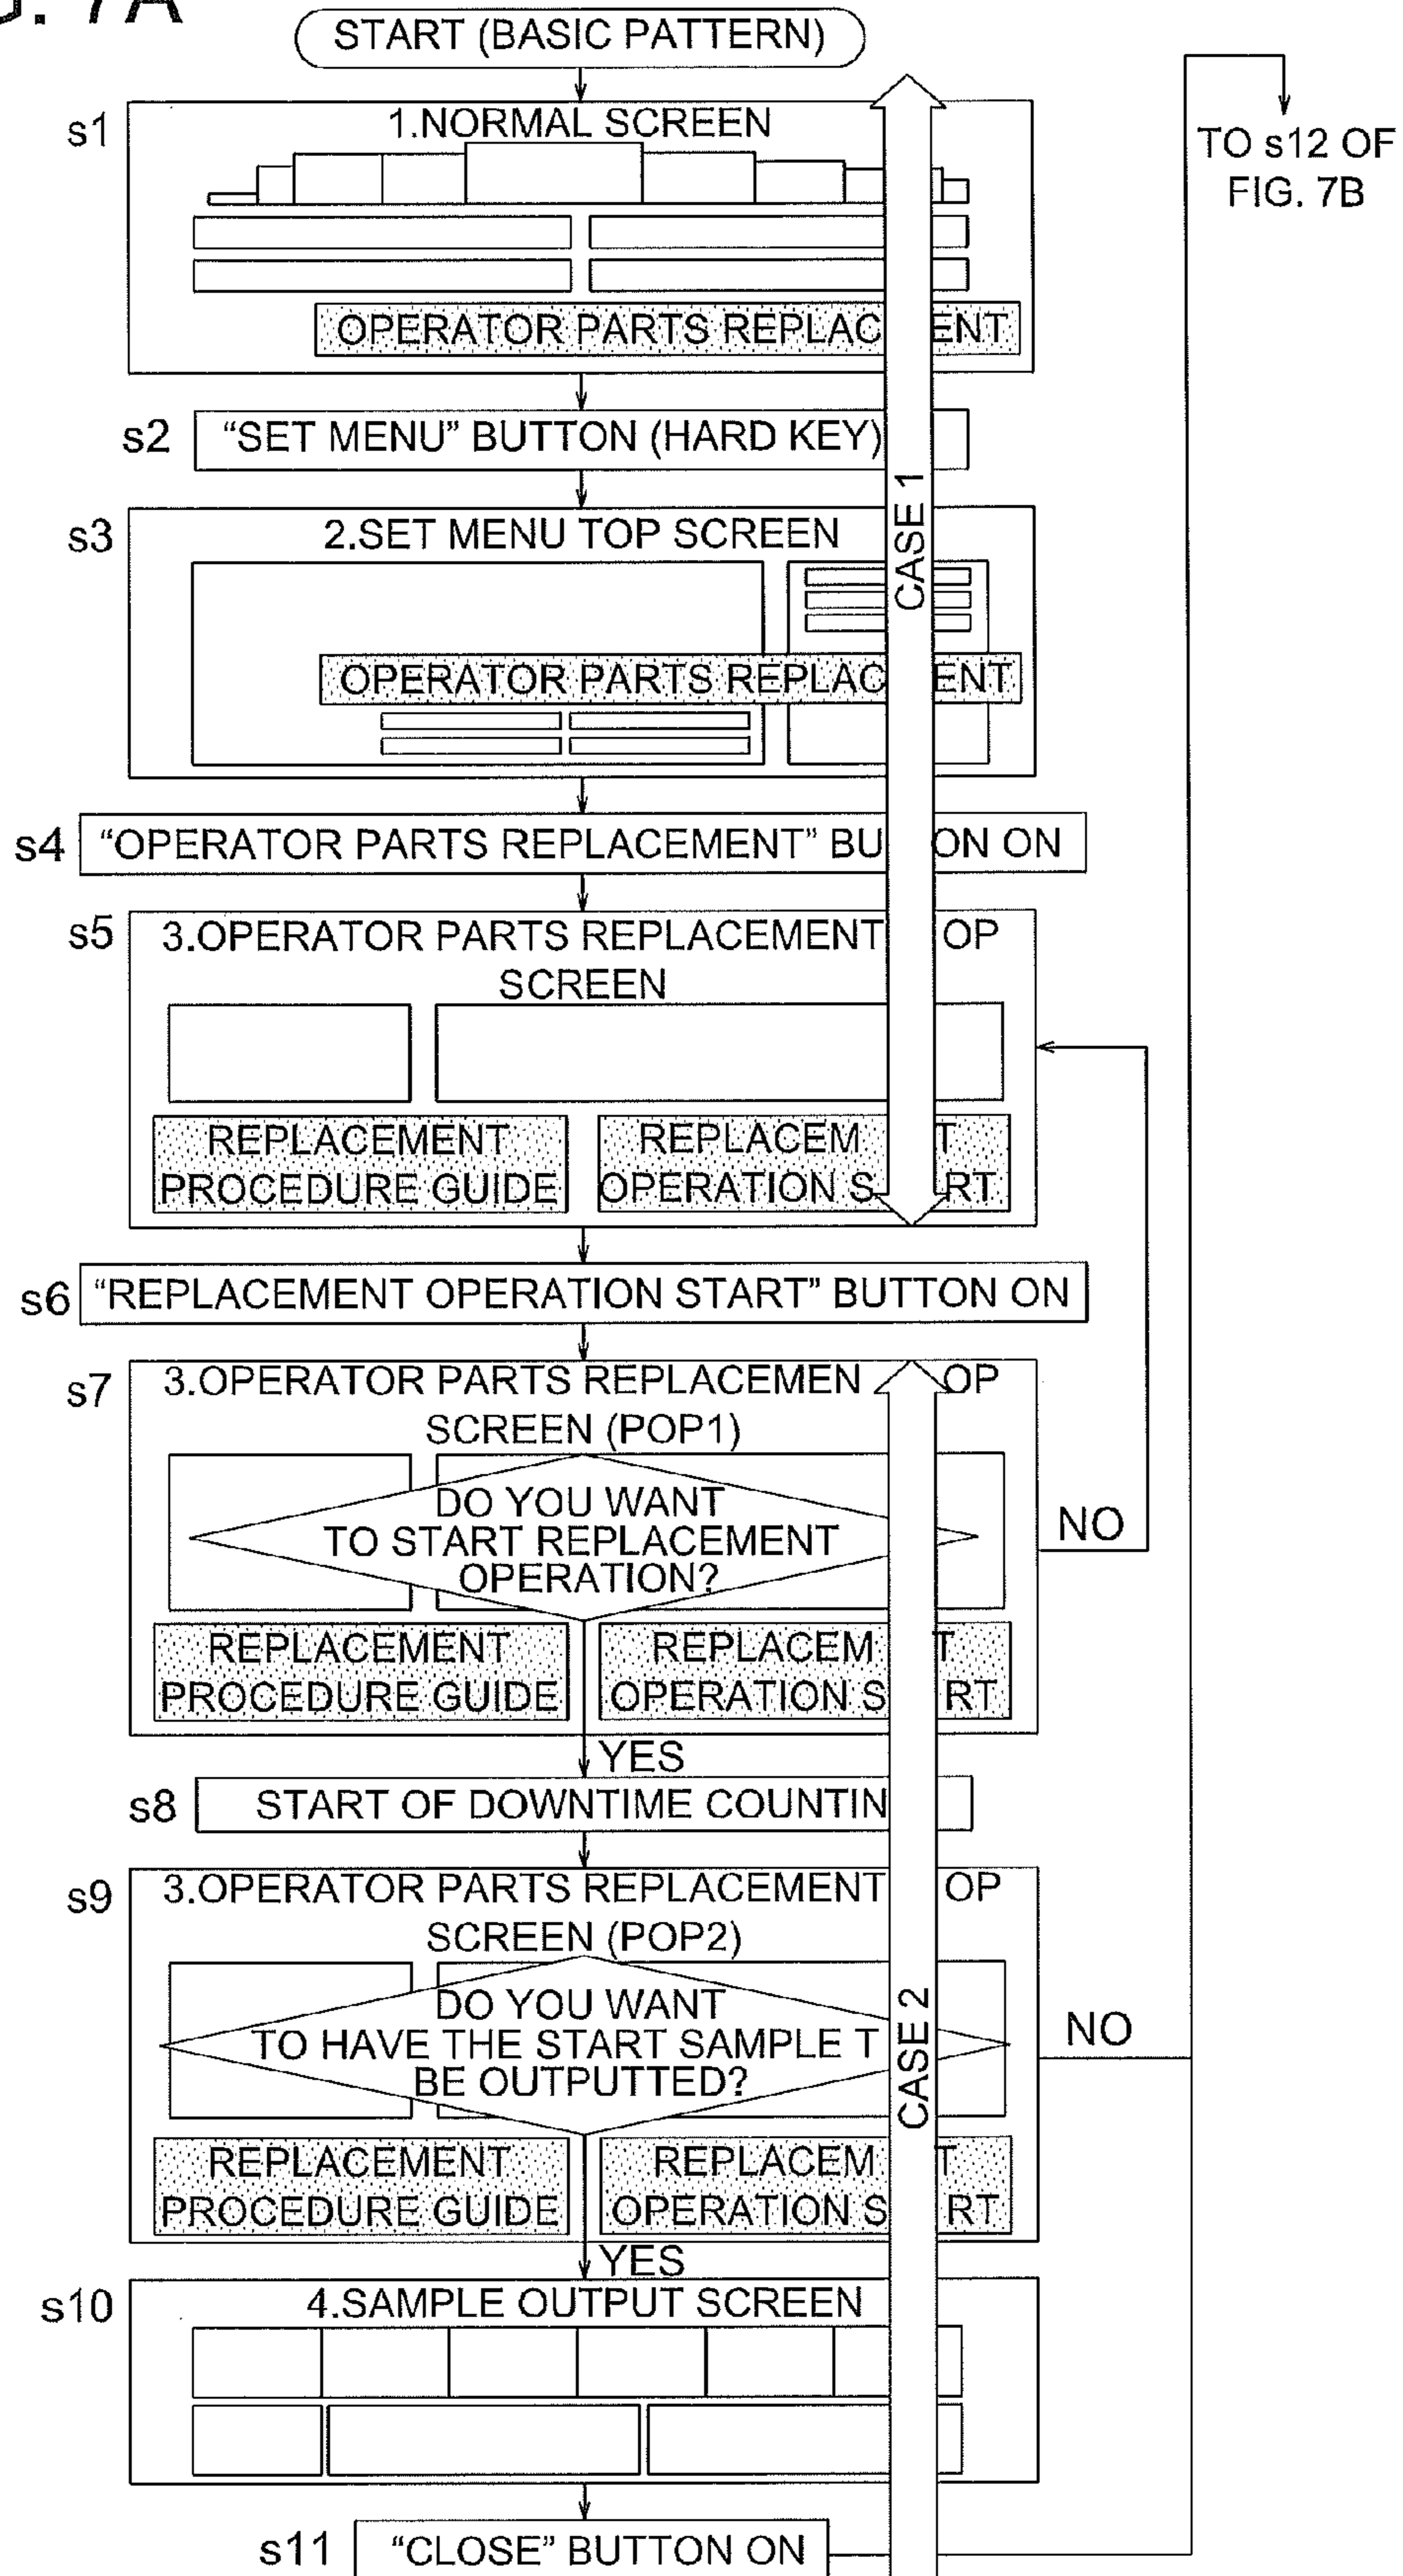 G. 7A
START (BASIC PATTERN)
s1
1.NORMAL SCREEN
TO s12 OF
FIG. 7B
OPERATOR PARTS REPLAC ENT
s2
“SET MENU” BUTTON (HARD KEY)
CASE 1
s3
2.SET MENU TOP SCREEN
OPERATOR PARTS REPLAC ENT
s4
“OPERATOR PARTS REPLACEMENT” BU ON ON
s5
3.OPERATOR PARTS REPLACEMENT OP
SCREEN
REPLACEMENT
PROCEDURE GUIDE
REPLACEM T
OPERATION S RT
s6
“REPLACEMENT OPERATION START” BUTTON ON
s7
3.OPERATOR PARTS REPLACEMEN OP
SCREEN (POP1)
DO YOU WANT
TO START REPLACEMENT
OPERATION?
NO
REPLACEMENT
PROCEDURE GUIDE
REPLACEM T
OPERATION S RT
YES
s8
START OF DOWNTIME COUNTIN
s9
3.OPERATOR PARTS REPLACEMENT OP
SCREEN (POP2)
DO YOU WANT
TO HAVE THE START SAMPLE T
BE OUTPUTTED?
CASE 2
NO
REPLACEMENT
PROCEDURE GUIDE
REPLACEM T
OPERATION S RT
YES
s10
4.SAMPLE OUTPUT SCREEN
s11
“CLOSE” BUTTON ON